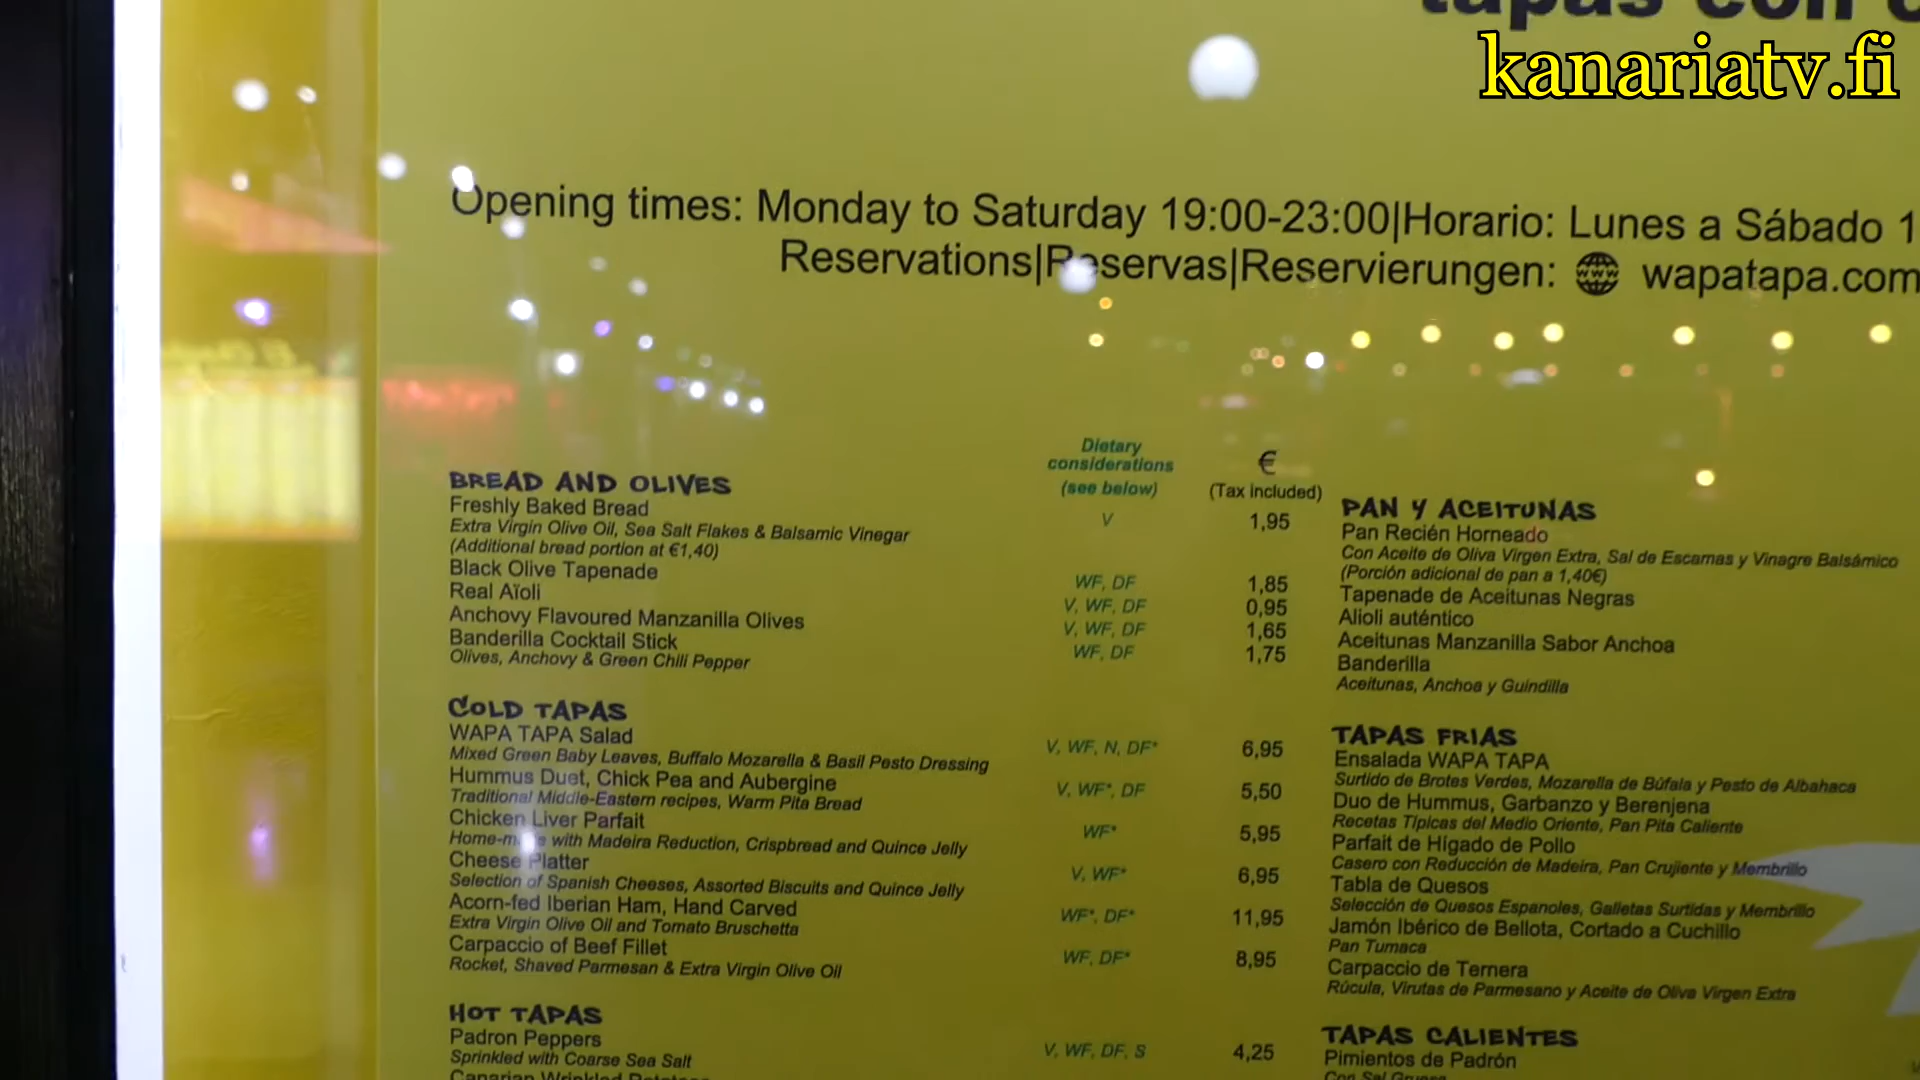 tapas con
kanariatv.fi
Opening times: Monday to Saturday 19:00-23:00|Horario: Lunes a Sábado 1
Reservations|Reservas|Reservierungen: wapatapa.com
Dietary
considerations
(see below)
€
(Tax included)
BREAD AND OLIVES
Freshly Baked Bread V 1,95
Extra Virgin Olive Oil, Sea Salt Flakes & Balsamic Vinegar
(Additional bread portion at €1,40)
Black Olive Tapenade WF, DF 1,85
Real Aïoli V, WF, DF 0,95
Anchovy Flavoured Manzanilla Olives V, WF, DF 1,65
Banderilla Cocktail Stick WF, DF 1,75
Olives, Anchovy & Green Chili Pepper
COLD TAPAS
WAPA TAPA Salad V, WF, N, DF* 6,95
Mixed Green Baby Leaves, Buffalo Mozarella & Basil Pesto Dressing
Hummus Duet, Chick Pea and Aubergine V, WF*, DF 5,50
Traditional Middle-Eastern recipes, Warm Pita Bread
Chicken Liver Parfait WF* 5,95
Home-made with Madeira Reduction, Crispbread and Quince Jelly
Cheese Platter V, WF* 6,95
Selection of Spanish Cheeses, Assorted Biscuits and Quince Jelly
Acorn-fed Iberian Ham, Hand Carved WF*, DF* 11,95
Extra Virgin Olive Oil and Tomato Bruschetta
Carpaccio of Beef Fillet WF, DF* 8,95
Rocket, Shaved Parmesan & Extra Virgin Olive Oil
HOT TAPAS
Padron Peppers V, WF, DF, S 4,25
Sprinkled with Coarse Sea Salt
Canarian Wrinkled
PAN Y ACEITUNAS
Pan Recién Horneado
Con Aceite de Oliva Virgen Extra, Sal de Escamas y Vinagre Balsámico
(Porción adicional de pan a 1,40€)
Tapenade de Aceitunas Negras
Alioli auténtico
Aceitunas Manzanilla Sabor Anchoa
Banderilla
Aceitunas, Anchoa y Guindilla
TAPAS FRIAS
Ensalada WAPA TAPA
Surtido de Brotes Verdes, Mozarella de Búfala y Pesto de Albahaca
Duo de Hummus, Garbanzo y Berenjena
Recetas Típicas del Medio Oriente, Pan Pita Caliente
Parfait de Hígado de Pollo
Casero con Reducción de Madeira, Pan Crujiente y Membrillo
Tabla de Quesos
Selección de Quesos Espanoles, Galletas Surtidas y Membrillo
Jamón Ibérico de Bellota, Cortado a Cuchillo
Pan Tumaca
Carpaccio de Ternera
Rúcula, Virutas de Parmesano y Aceite de Oliva Virgen Extra
TAPAS CALIENTES
Pimientos de Padrón
Con Sal Gruesa